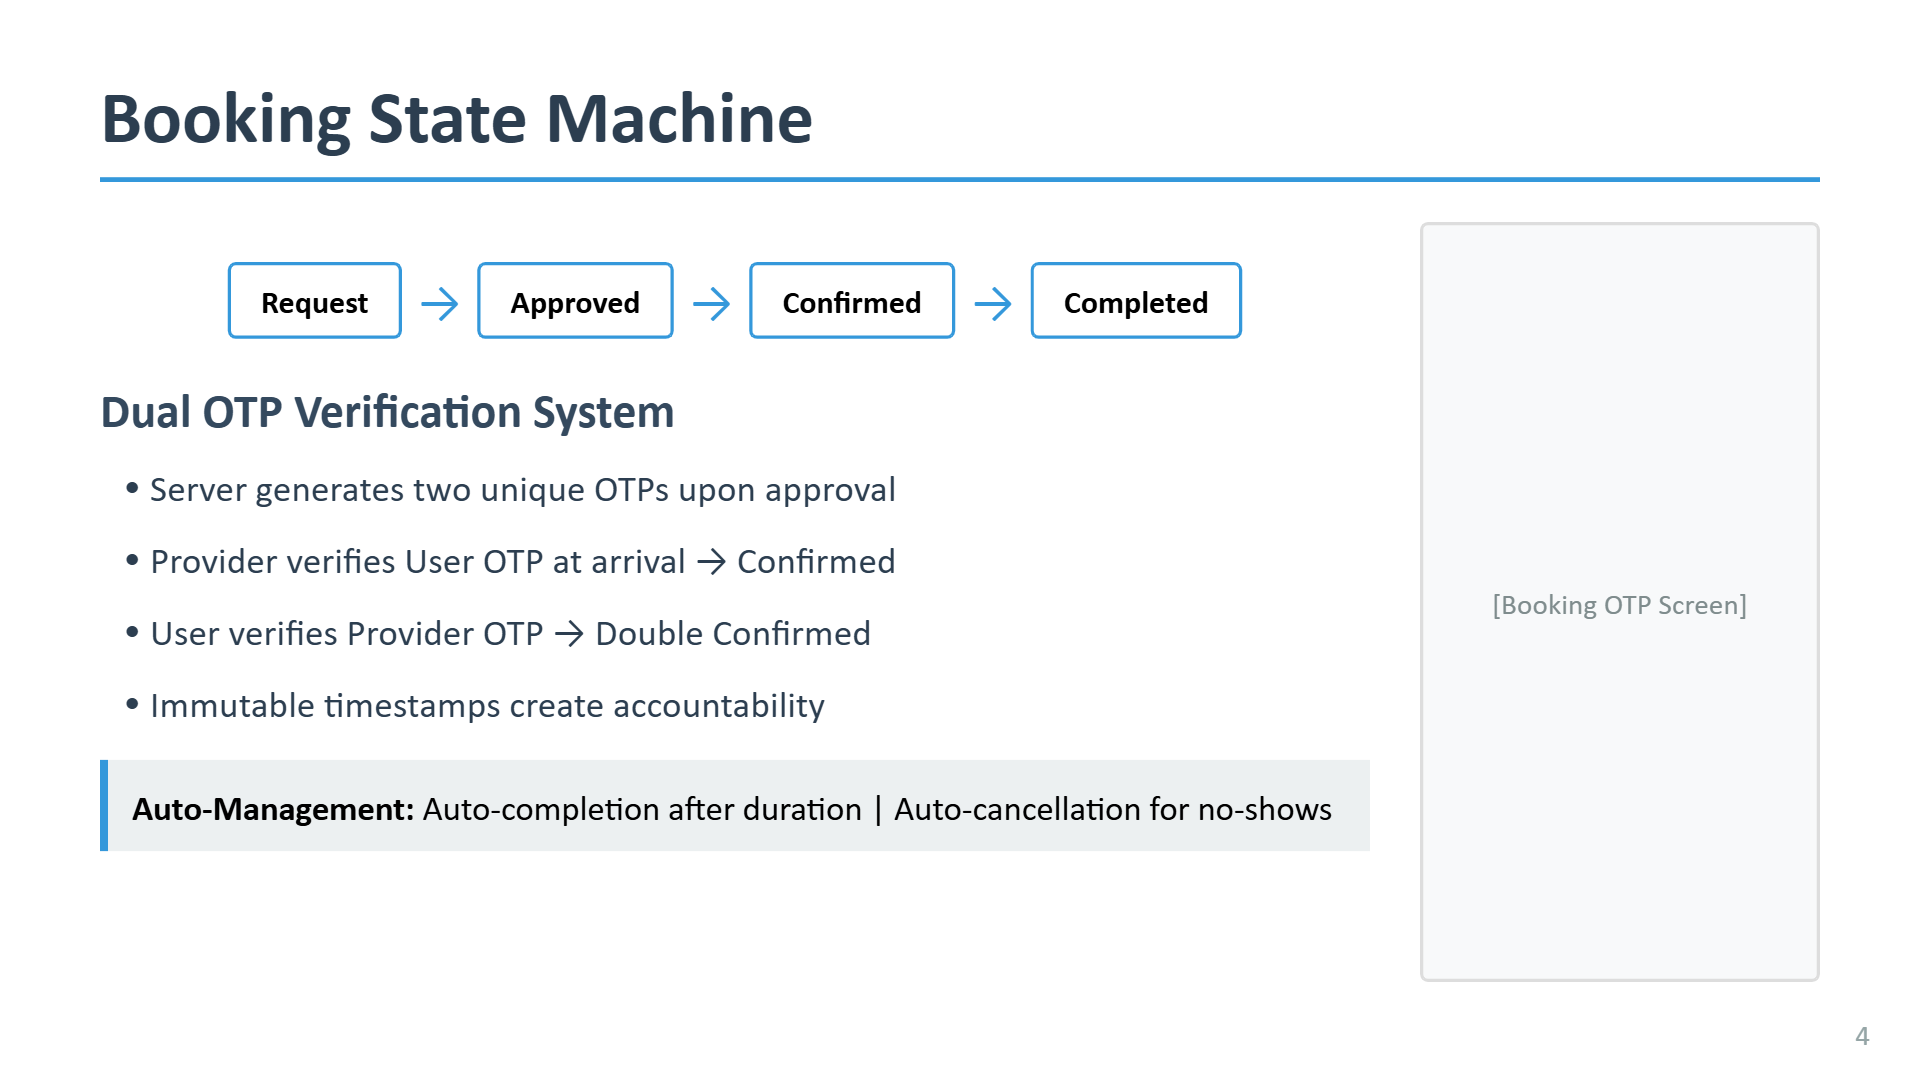 Booking State Machine
Request → Approved → Confirmed → Completed
Dual OTP Verification System
• Server generates two unique OTPs upon approval
• Provider verifies User OTP at arrival → Confirmed
• User verifies Provider OTP → Double Confirmed
• Immutable timestamps create accountability
Auto-Management: Auto-completion after duration | Auto-cancellation for no-shows
[Booking OTP Screen]
4